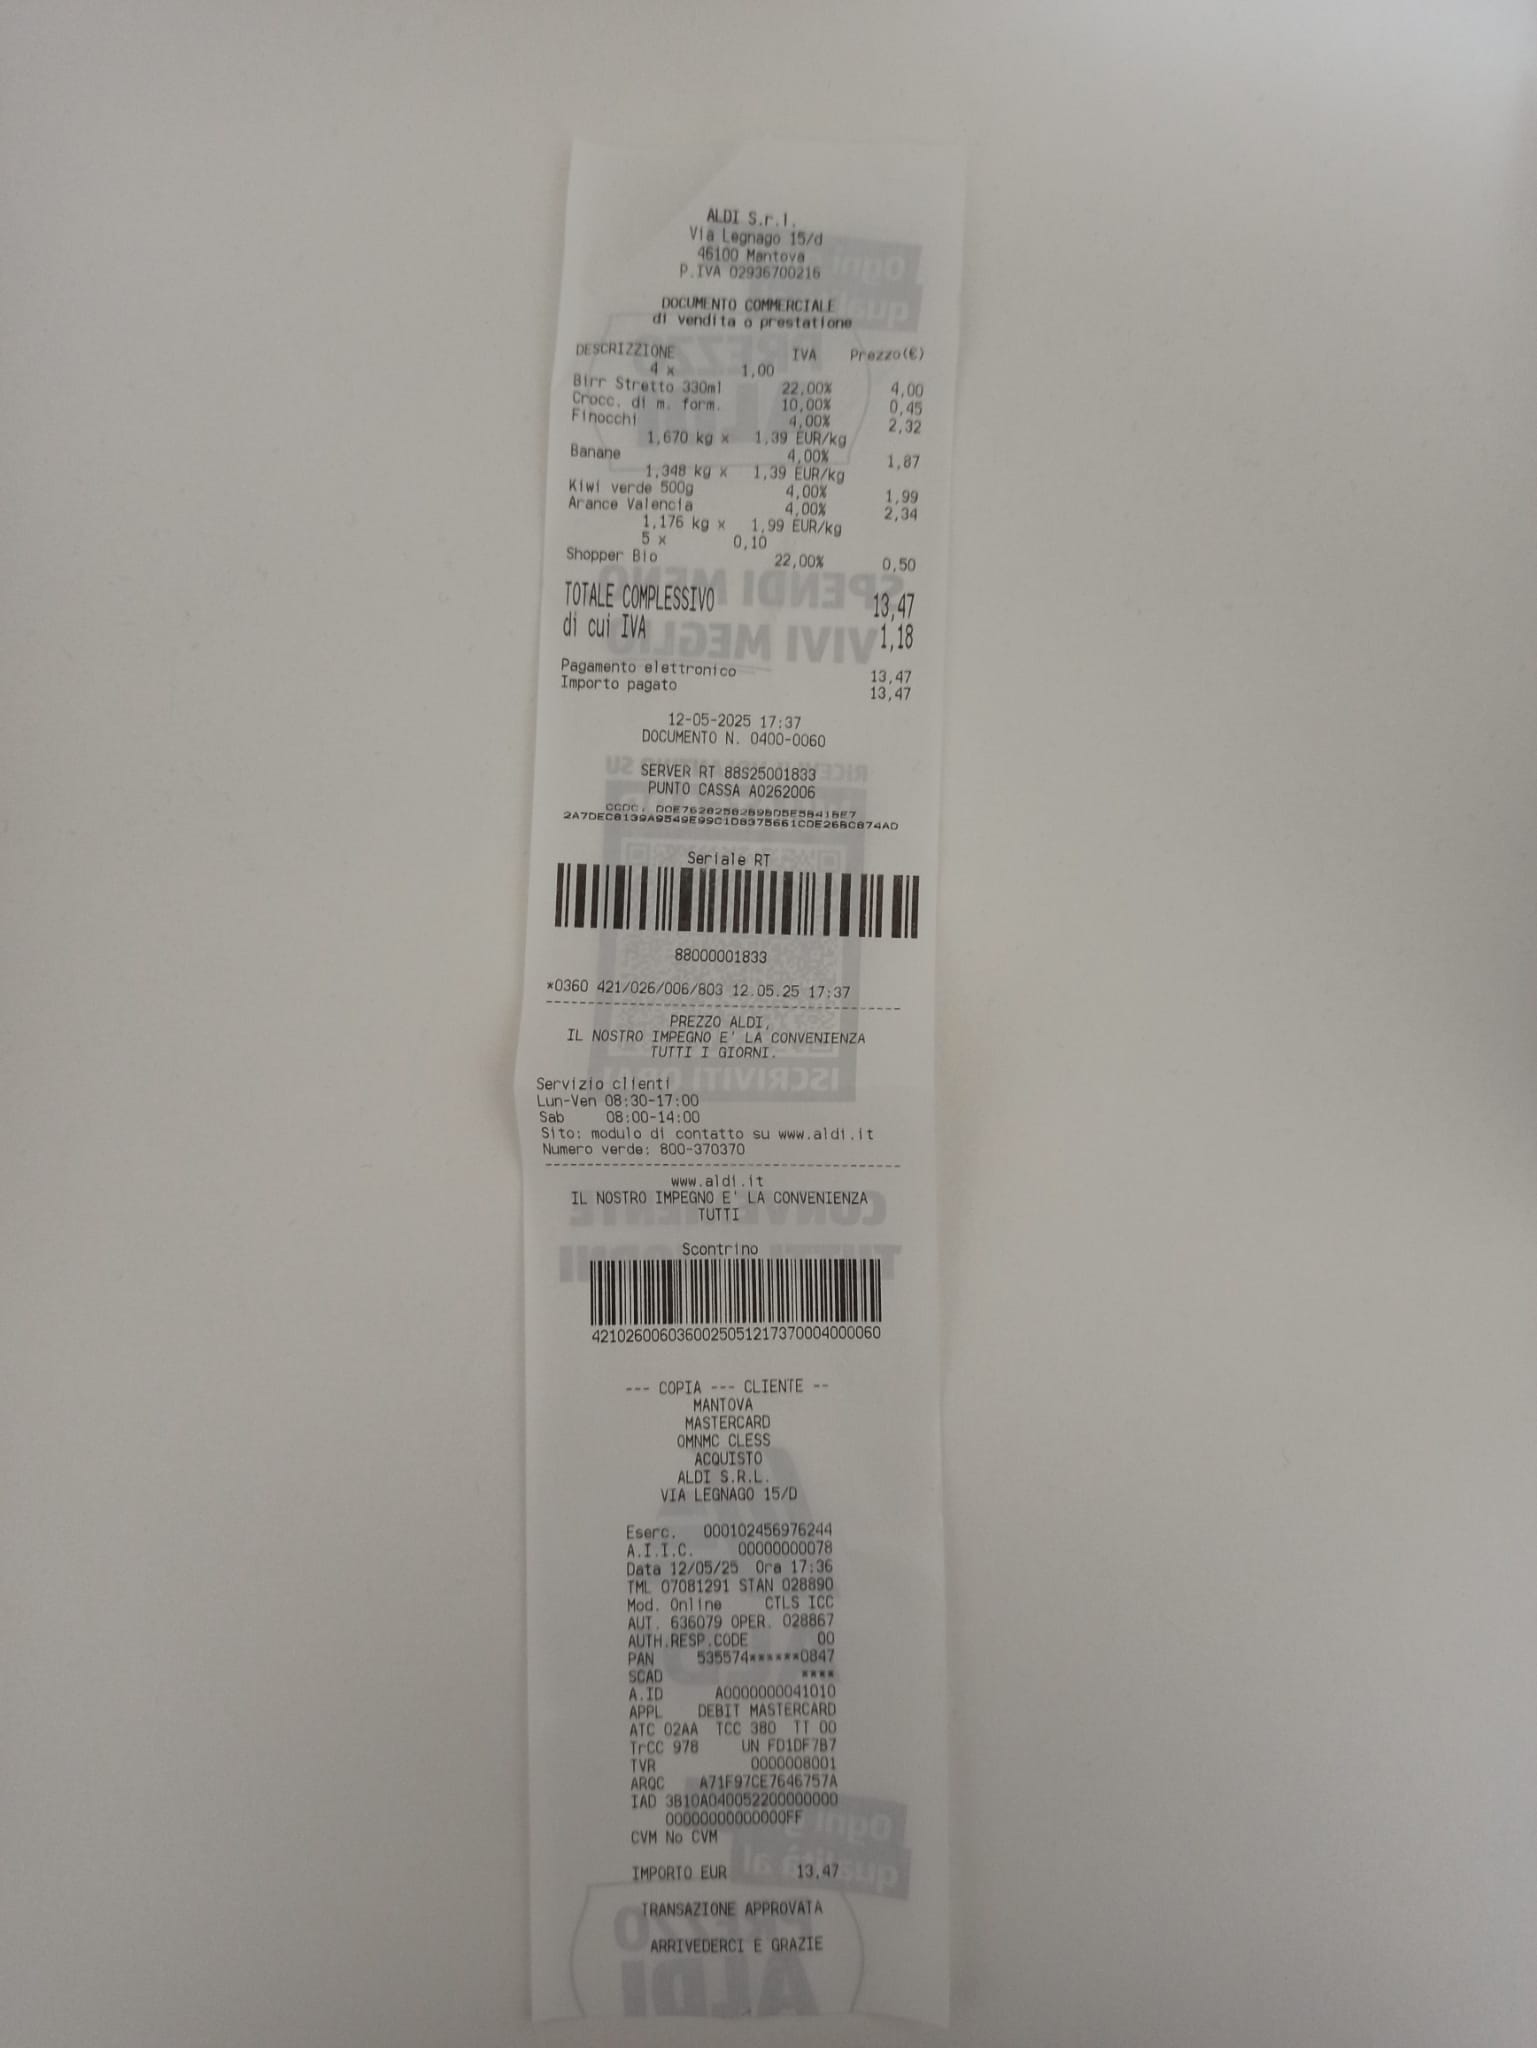 ALDI S.r.l.
Via Legnago 15/d
46100 Mantova
P.IVA 02936700216
DOCUMENTO COMMERCIALE
di vendita o prestatione
DESCRIZZIONE IVA Prezzo(€)
4 x 1,00
Birr Stretto 330ml 22,00% 4,00
Crocc. di m. form. 10,00% 0,45
Finocchi 4,00% 2,32
1,670 kg x 1,39 EUR/kg
Banane 4,00% 1,87
1,348 kg x 1,39 EUR/kg
Kiwi verde 500g 4,00% 1,99
Arance Valencia 4,00% 2,34
1,176 kg x 1,99 EUR/kg
5 x 0,10
Shopper Bio 22,00% 0,50
TOTALE COMPLESSIVO 13,47
di cui IVA 1,18
Pagamento elettronico 13,47
Importo pagato 13,47
12-05-2025 17:37
DOCUMENTO N. 0400-0060
SERVER RT 88S25001833
PUNTO CASSA A0262006
Seriale RT
88000001833
*0360 421/026/006/803 12.05.25 17:37
PREZZO ALDI,
IL NOSTRO IMPEGNO E' LA CONVENIENZA
TUTTI I GIORNI.
Servizio clienti
Lun-Ven 08:30-17:00
Sab 08:00-14:00
Sito: modulo di contatto su www.aldi.it
Numero verde: 800-370370
www.aldi.it
IL NOSTRO IMPEGNO E' LA CONVENIENZA
TUTTI
Scontrino
42102600603600250512173700040000​60
--- COPIA --- CLIENTE --
MANTOVA
MASTERCARD
OMNMC CLESS
ACQUISTO
ALDI S.R.L.
VIA LEGNAGO 15/D
Eserc. 000102456976244
A.I.I.C. 00000000078
Data 12/05/25 Ora 17:36
TML 07081291 STAN 028890
Mod. Online CTLS ICC
AUT. 636079 OPER. 028867
AUTH.RESP.CODE 00
PAN 535574******0847
SCAD ****
A.ID A0000000041010
APPL DEBIT MASTERCARD
ATC 02AA TCC 380 TT 00
TrCC 978 UN FD1DF7B7
TVR 0000008001
ARQC A71F97CE7646757A
IAD 3B10A040052200000000
00000000000000FF
CVM No CVM
IMPORTO EUR 13,47
TRANSAZIONE APPROVATA
ARRIVEDERCI E GRAZIE